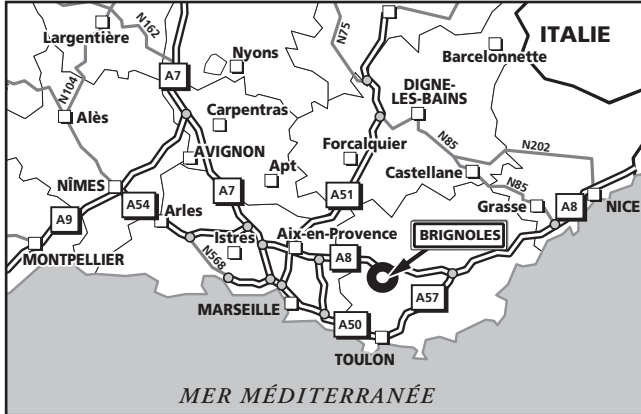 Largentière
N162
A7
Nyons
N75
Barcelonnette
ITALIE
N104
Alès
Carpentras
DIGNE-
LES-BAINS
AVIGNON
Forcalquier
N85
N202
NÎMES
Apt
Castellane
A9
A54
A7
A51
N85
Arles
Grasse
A8
NICE
MONTPELLIER
Istres
N568
Aix-en-Provence
A8
BRIGNOLES
MARSEILLE
A50
A57
TOULON
MER MÉDITERRANÉE